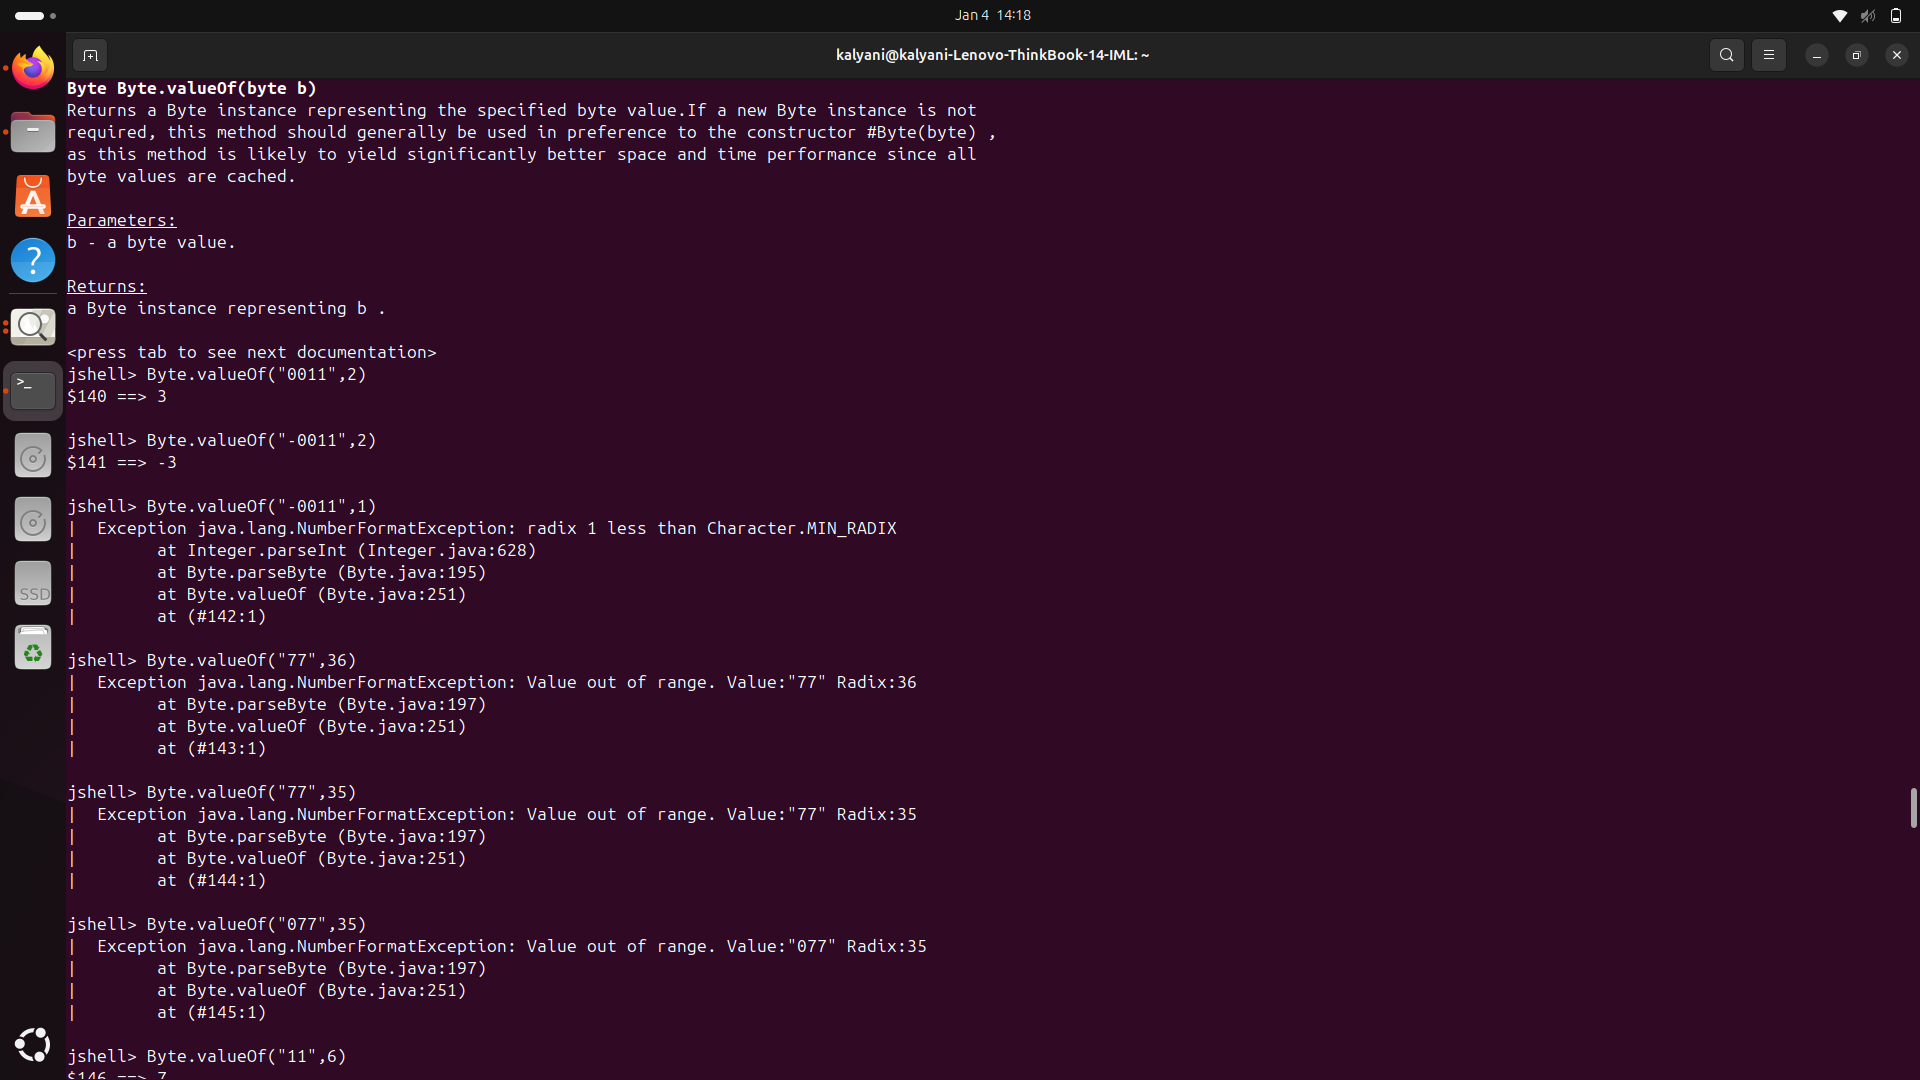 Jan 4 14:18
kalyani@kalyani-Lenovo-ThinkBook-14-IML: ~
Byte Byte.valueOf(byte b)
Returns a Byte instance representing the specified byte value.If a new Byte instance is not
required, this method should generally be used in preference to the constructor #Byte(byte) ,
as this method is likely to yield significantly better space and time performance since all
byte values are cached.
Parameters:
b - a byte value.
Returns:
a Byte instance representing b .
<press tab to see next documentation>
jshell> Byte.valueOf("0011",2)
$140 ==> 3
jshell> Byte.valueOf("-0011",2)
$141 ==> -3
jshell> Byte.valueOf("-0011",1)
|  Exception java.lang.NumberFormatException: radix 1 less than Character.MIN_RADIX
|        at Integer.parseInt (Integer.java:628)
|        at Byte.parseByte (Byte.java:195)
|        at Byte.valueOf (Byte.java:251)
|        at (#142:1)
jshell> Byte.valueOf("77",36)
|  Exception java.lang.NumberFormatException: Value out of range. Value:"77" Radix:36
|        at Byte.parseByte (Byte.java:197)
|        at Byte.valueOf (Byte.java:251)
|        at (#143:1)
jshell> Byte.valueOf("77",35)
|  Exception java.lang.NumberFormatException: Value out of range. Value:"77" Radix:35
|        at Byte.parseByte (Byte.java:197)
|        at Byte.valueOf (Byte.java:251)
|        at (#144:1)
jshell> Byte.valueOf("077",35)
|  Exception java.lang.NumberFormatException: Value out of range. Value:"077" Radix:35
|        at Byte.parseByte (Byte.java:197)
|        at Byte.valueOf (Byte.java:251)
|        at (#145:1)
jshell> Byte.valueOf("11",6)
$146 ==> 7
SSD